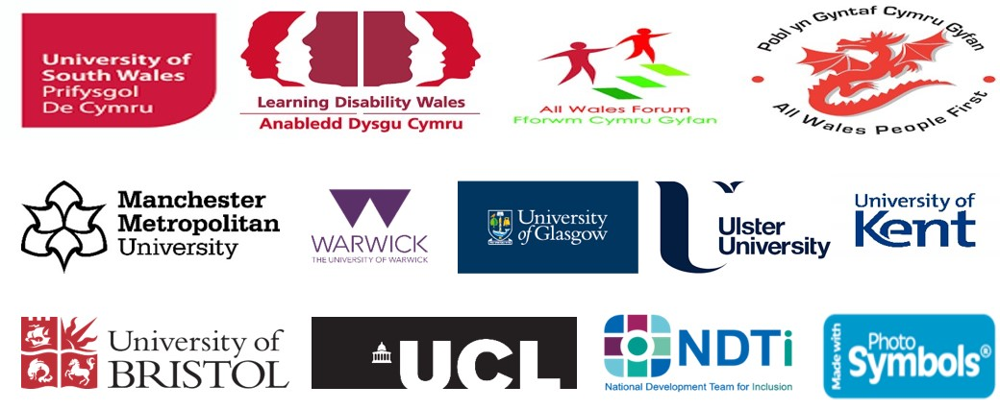 University of
South Wales
Prifysgol
De Cymru
Learning Disability Wales
Anabledd Dysgu Cymru
All Wales Forum
Fforwm Cymru Gyfan
Pobl yn Gyntaf Cymru Gyfan
All Wales People First
Manchester
Metropolitan
University
WARWICK
THE UNIVERSITY OF WARWICK
University
of Glasgow
Ulster
University
University of
Kent
University of
BRISTOL
UCL
NDTi
National Development Team for Inclusion
Made with
Photo
Symbols®